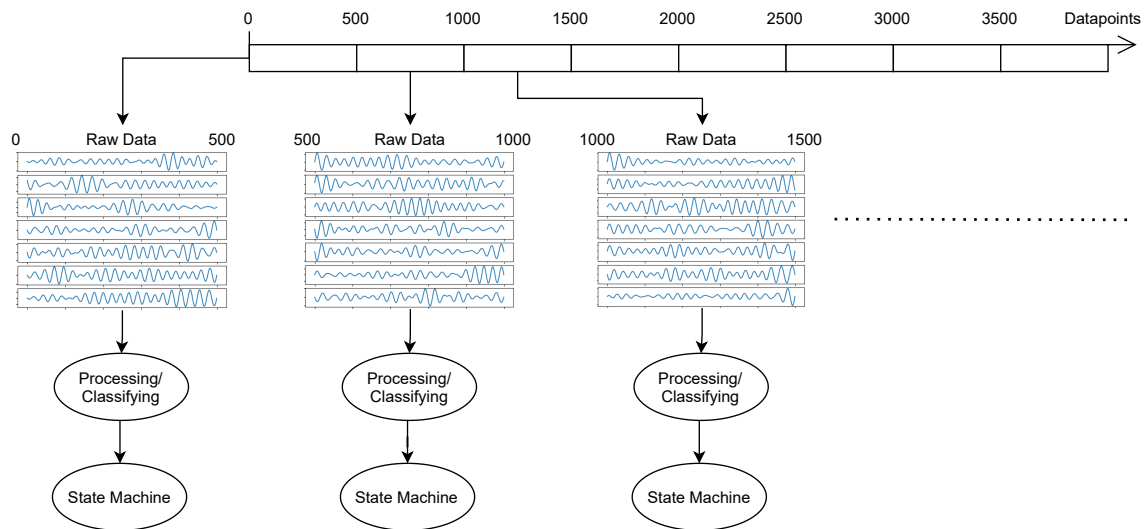 0 500 1000 1500 2000 2500 3000 3500 Datapoints
0 Raw Data 500
500 Raw Data 1000
1000 Raw Data 1500
Processing/
Classifying
Processing/
Classifying
Processing/
Classifying
State Machine
State Machine
State Machine